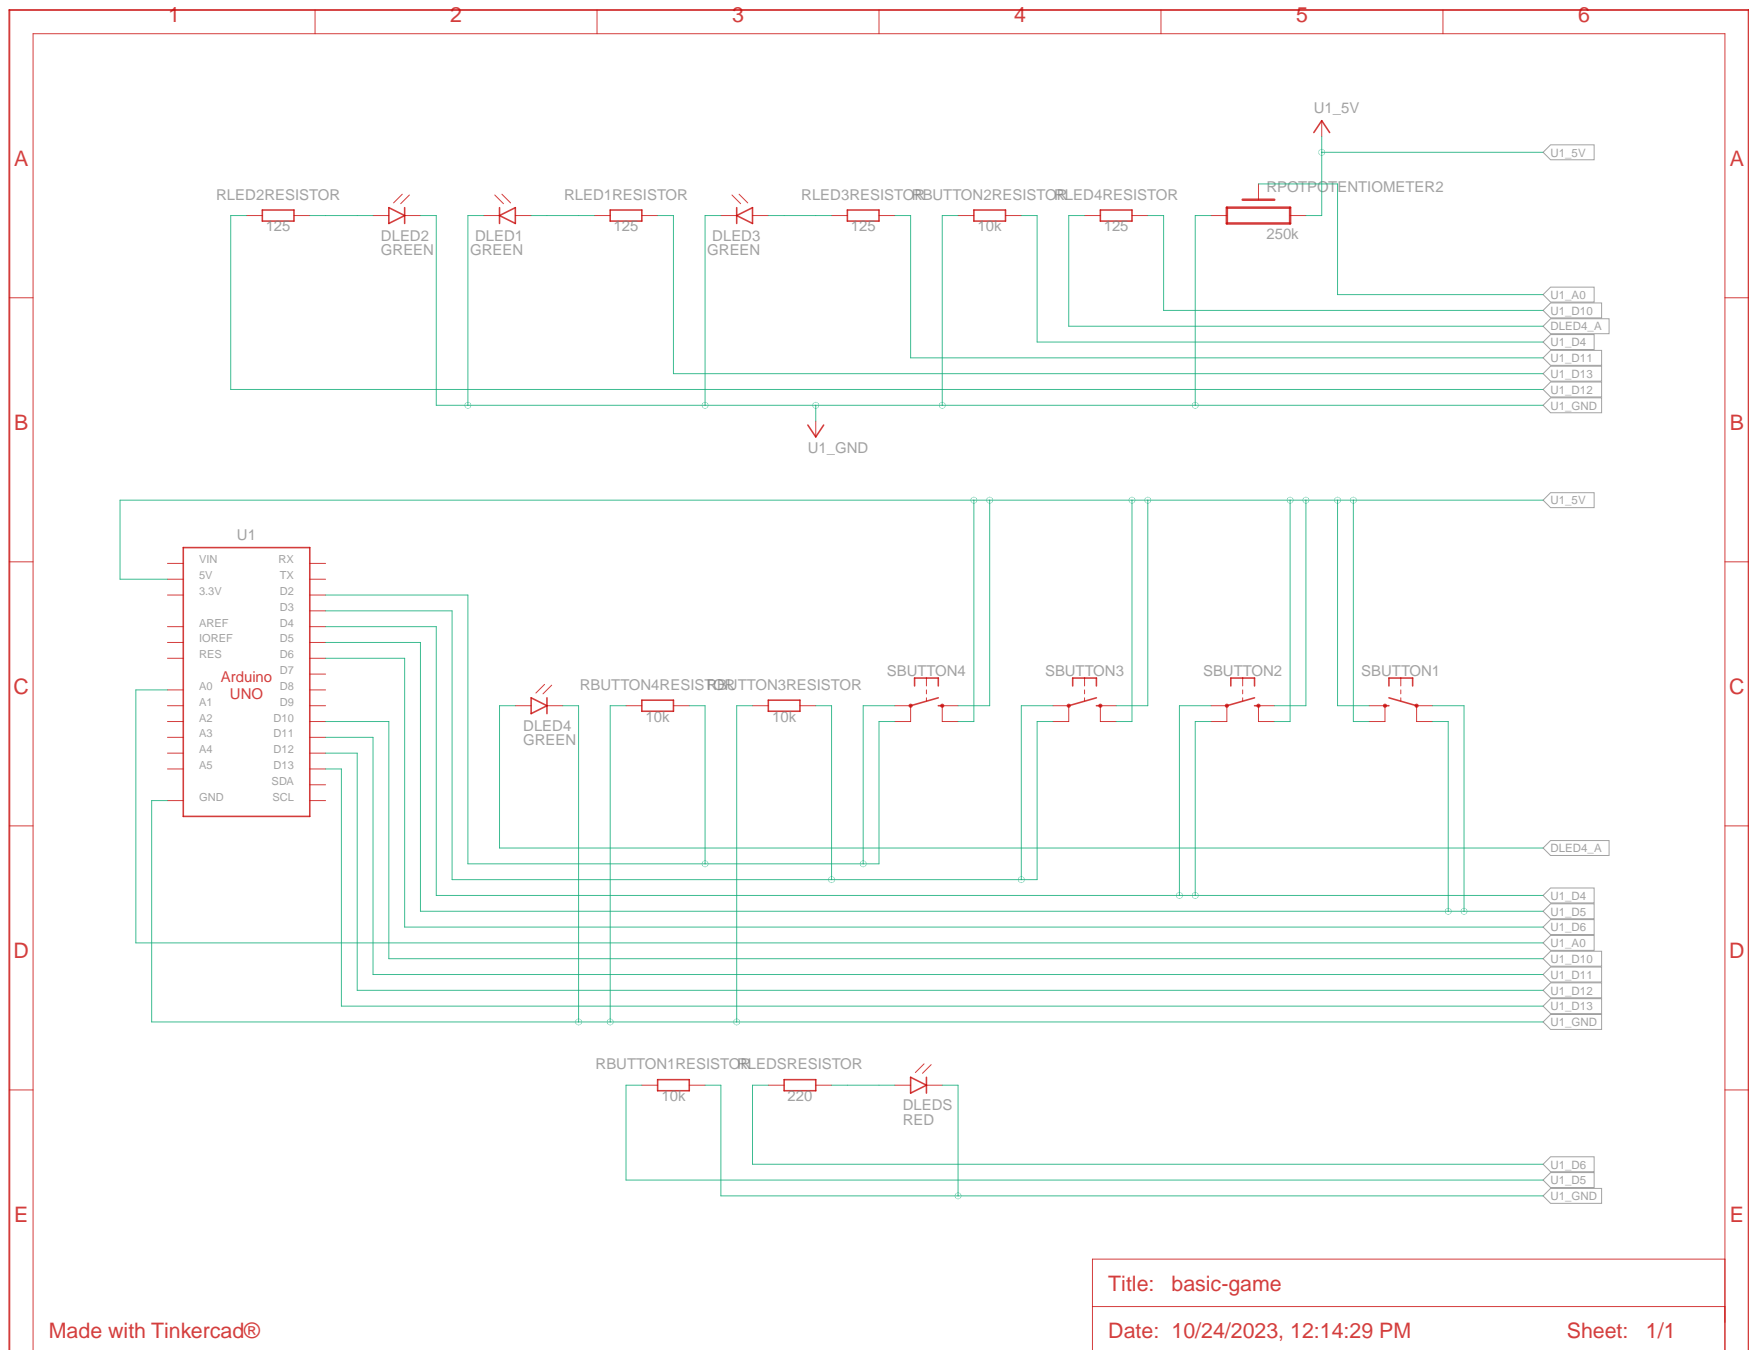 1 2 3 4 5 6
U1_5V
A A
U1_5V
RLED2RESISTOR RLED1RESISTOR RLED3RESISTOR RBUTTON2RESISTOR RLED4RESISTOR RPOTPOTENTIOMETER2
125 125 125 10k 125 250k
DLED2 DLED1 DLED3
GREEN GREEN GREEN
U1_A0
U1_D10
DLED4_A
U1_D4
U1_D11
U1_D13
U1_D12
U1_GND
B B
U1_GND
U1_5V
U1
VIN RX
5V TX
3.3V D2
D3
AREF D4
IOREF D5
RES D6
D7
Arduino
UNO
A0 D8
A1 D9
A2 D10
A3 D11
A4 D12
A5 D13
SDA
GND SCL
C C
SBUTTON4 SBUTTON3 SBUTTON2 SBUTTON1
RBUTTON4RESISTOR RBUTTON3RESISTOR
10k 10k
DLED4
GREEN
DLED4_A
U1_D4
U1_D5
U1_D6
U1_A0
U1_D10
U1_D11
U1_D12
U1_D13
U1_GND
D D
RBUTTON1RESISTOR RLEDSRESISTOR
10k 220
DLEDS
RED
U1_D6
U1_D5
U1_GND
E E
Title: basic-game
Made with Tinkercad®
Date: 10/24/2023, 12:14:29 PM Sheet: 1/1